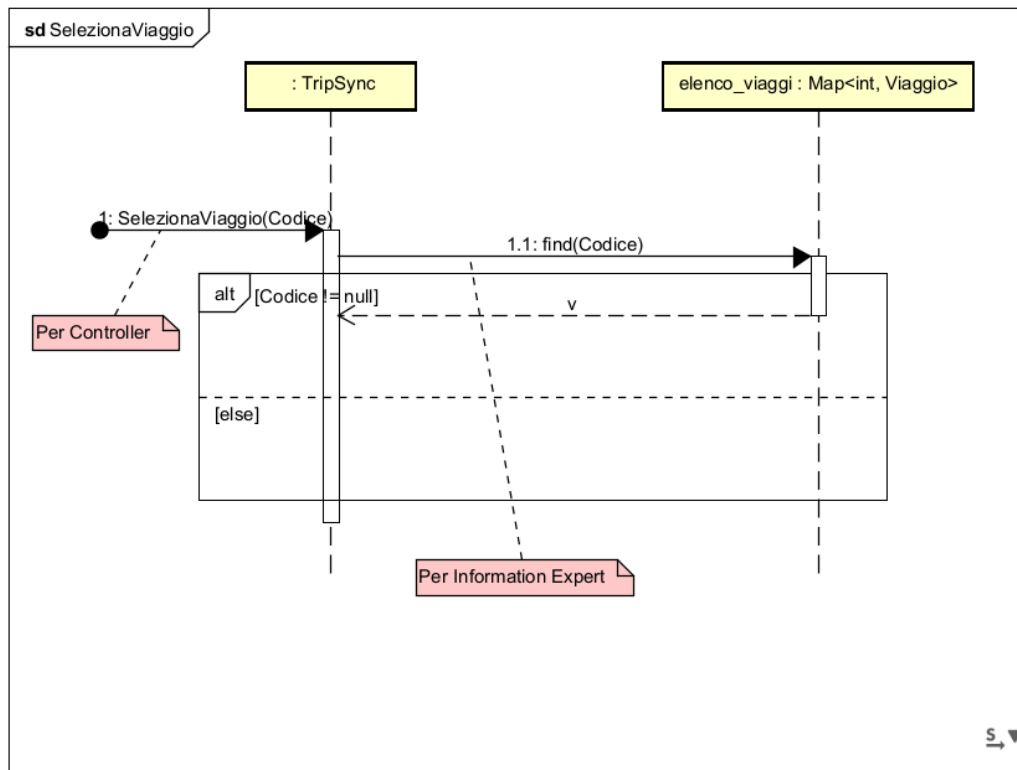 sd SelezionaViaggio
: TripSync
elenco_viaggi : Map<int, Viaggio>
1: SelezionaViaggio(Codice)
1.1: find(Codice)
alt
[Codice != null]
v
Per Controller
[else]
Per Information Expert
S